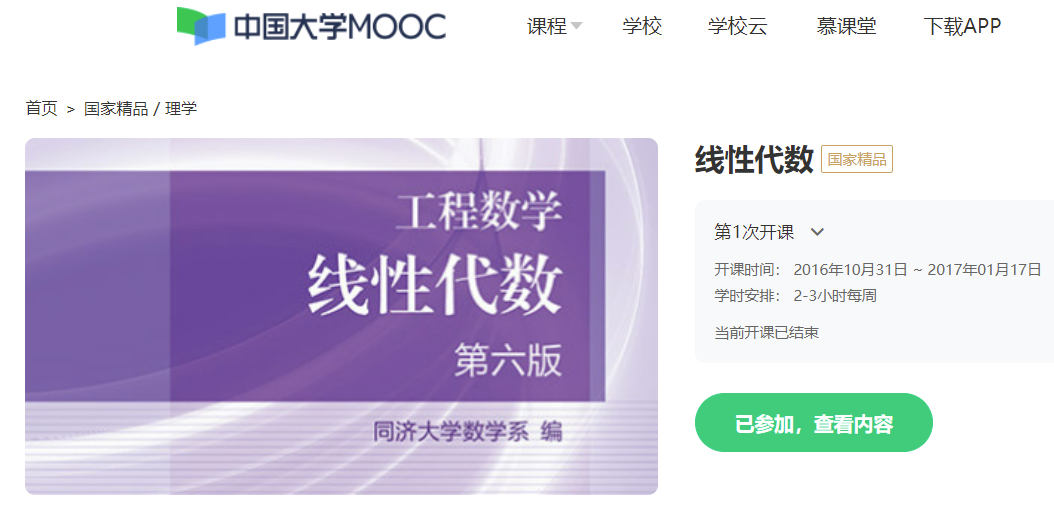 中国大学MOOC
课程 学校 学校云 慕课堂 下载APP
首页 > 国家精品 / 理学
工程数学
线性代数
第六版
同济大学数学系 编
线性代数 国家精品
第1次开课
开课时间： 2016年10月31日 ~ 2017年01月17日
学时安排： 2-3小时每周
当前开课已结束
已参加，查看内容